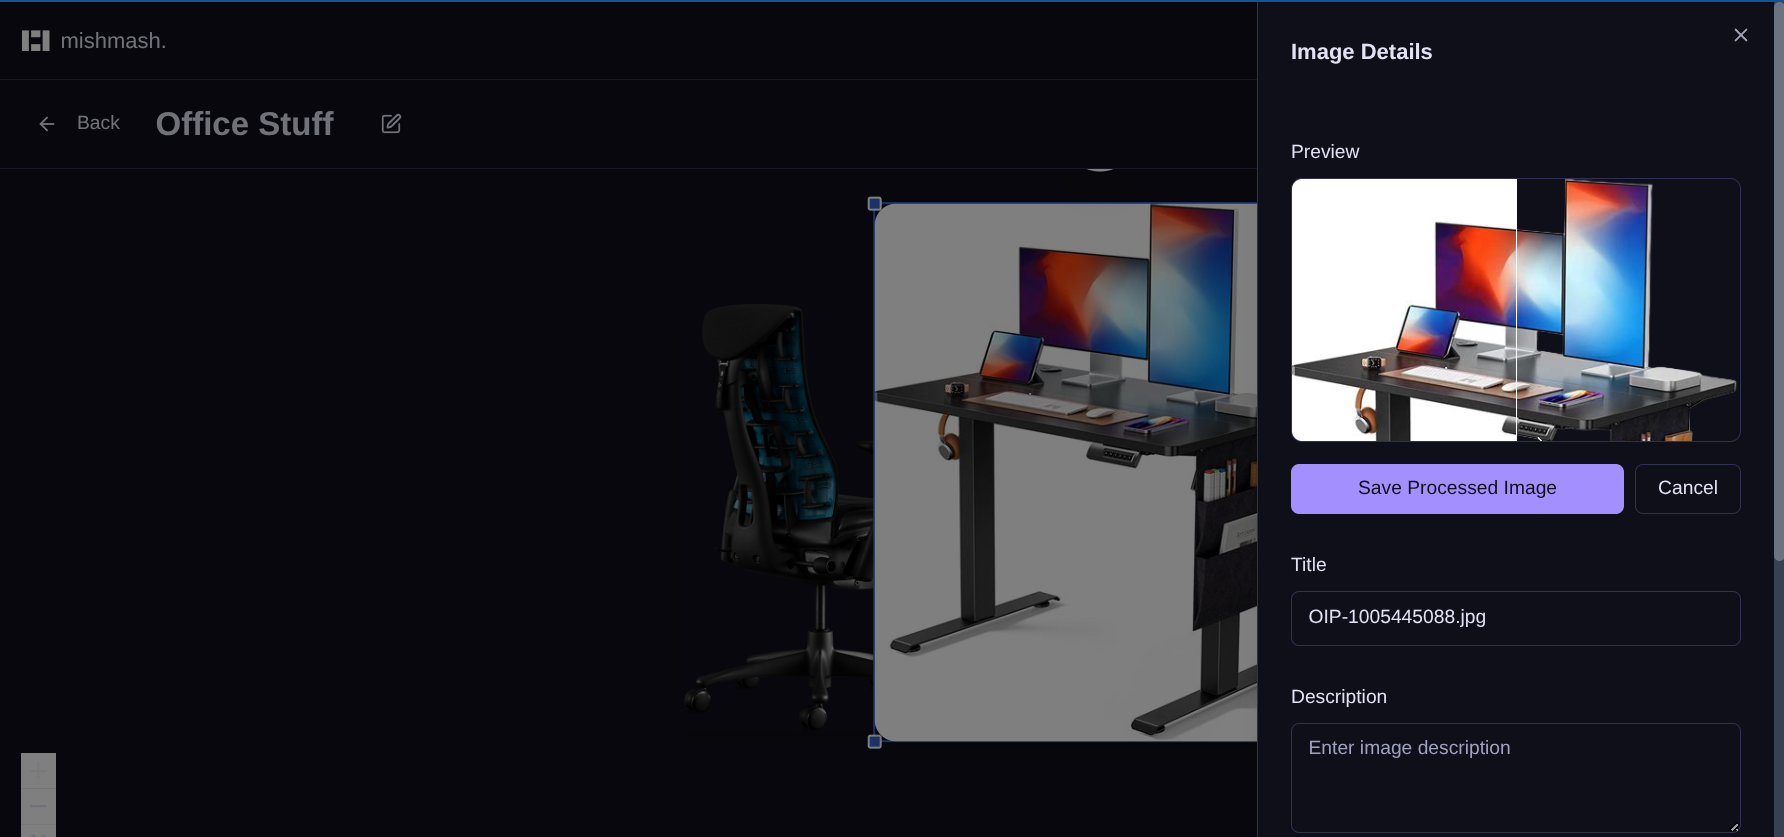 mishmash.
Back
Office Stuff
Image Details
Preview
Save Processed Image
Cancel
Title
OIP-1005445088.jpg
Description
Enter image description